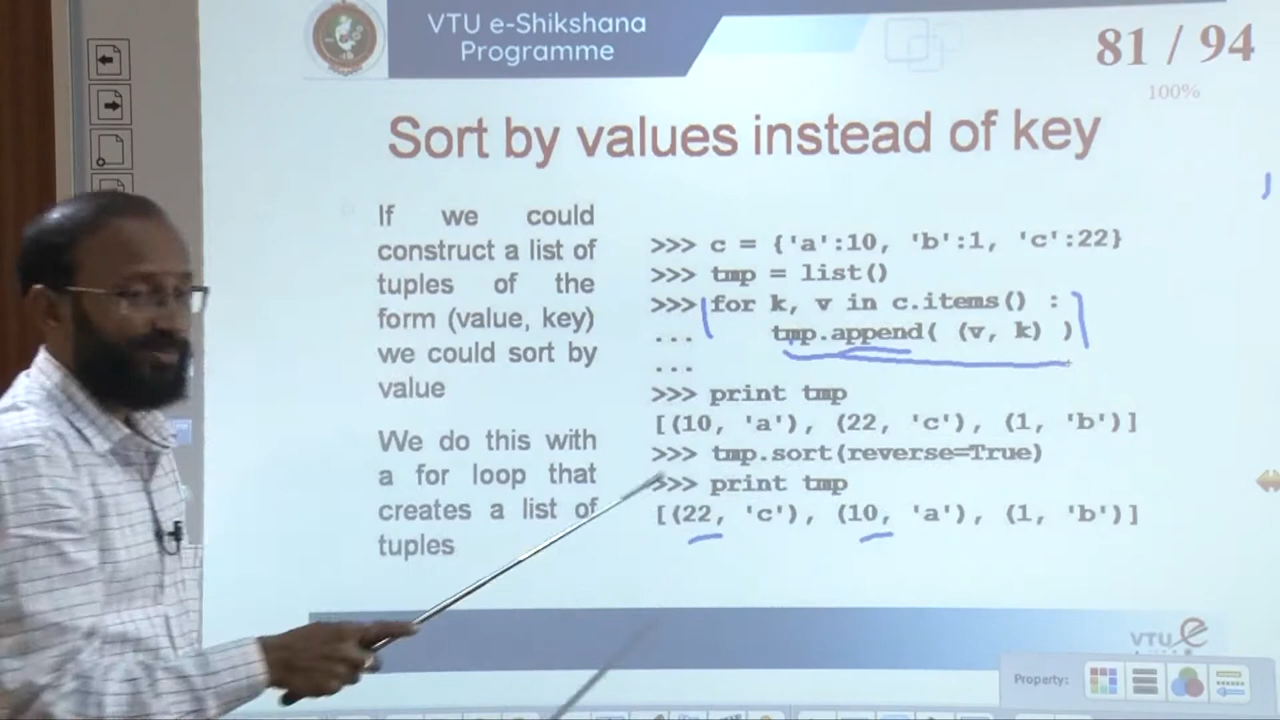 VTU e-Shikshana
Programme
81 / 94
100%
Sort by values instead of key
If we could
construct a list of
tuples of the
form (value, key)
we could sort by
value
We do this with
a for loop that
creates a list of
tuples
>>> c = {'a':10, 'b':1, 'c':22}
>>> tmp = list()
>>> for k, v in c.items() :
... tmp.append( (v, k) )
...
>>> print tmp
[(10, 'a'), (22, 'c'), (1, 'b')]
>>> tmp.sort(reverse=True)
>>> print tmp
[(22, 'c'), (10, 'a'), (1, 'b')]
VTU e
Property: